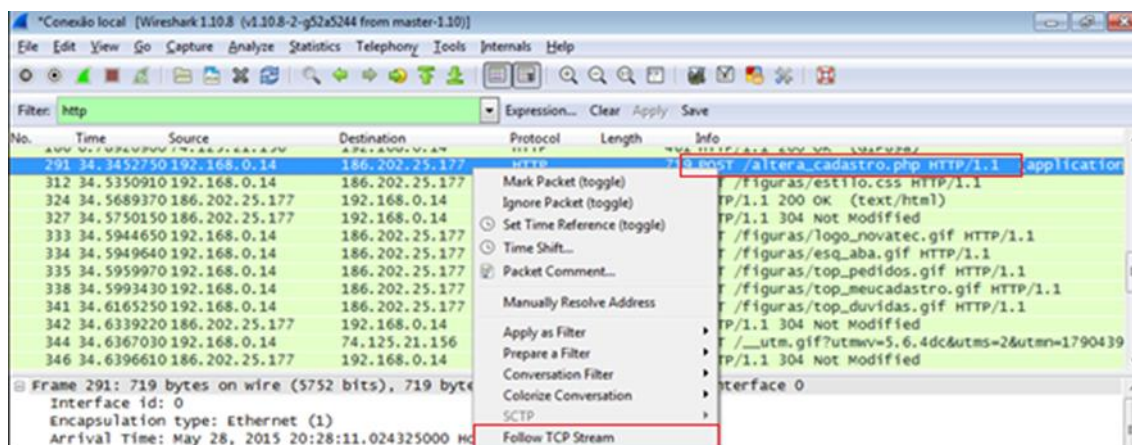 *Conexão local [Wireshark 1.10.8 (v1.10.8-2-g52a5244 from master-1.10)]
File Edit View Go Capture Analyze Statistics Telephony Tools Internals Help
Filter: http Expression... Clear Apply Save
No. Time Source Destination Protocol Length Info
291 34.3452750 192.168.0.14 186.202.25.177 HTTP 719 POST /altera_cadastro.php HTTP/1.1 (application
312 34.5350910 192.168.0.14 186.202.25.177 /figuras/estilo.css HTTP/1.1
324 34.5689370 186.202.25.177 192.168.0.14 TP/1.1 200 OK (text/html)
327 34.5750150 186.202.25.177 192.168.0.14 TP/1.1 304 Not Modified
333 34.5944650 192.168.0.14 186.202.25.177 T /figuras/logo_novatec.gif HTTP/1.1
334 34.5949640 192.168.0.14 186.202.25.177 T /figuras/esq_aba.gif HTTP/1.1
335 34.5959970 192.168.0.14 186.202.25.177 T /figuras/top_pedidos.gif HTTP/1.1
338 34.5993430 192.168.0.14 186.202.25.177 T /figuras/top_meucadastro.gif HTTP/1.1
341 34.6165250 192.168.0.14 186.202.25.177 T /figuras/top_duvidas.gif HTTP/1.1
342 34.6339220 186.202.25.177 192.168.0.14 TP/1.1 304 Not Modified
344 34.6367030 192.168.0.14 74.125.21.156 T /__utm.gif?utmwv=5.6.4dc&utms=2&utmn=1790439
346 34.6396610 186.202.25.177 192.168.0.14 TP/1.1 304 Not Modified
Mark Packet (toggle)
Ignore Packet (toggle)
Set Time Reference (toggle)
Time Shift...
Packet Comment...
Manually Resolve Address
Apply as Filter
Prepare a Filter
Conversation Filter
Colorize Conversation
SCTP
Follow TCP Stream
Frame 291: 719 bytes on wire (5752 bits), 719 byte nterface 0
Interface id: 0
Encapsulation type: Ethernet (1)
Arrival Time: May 28, 2015 20:28:11.024325000